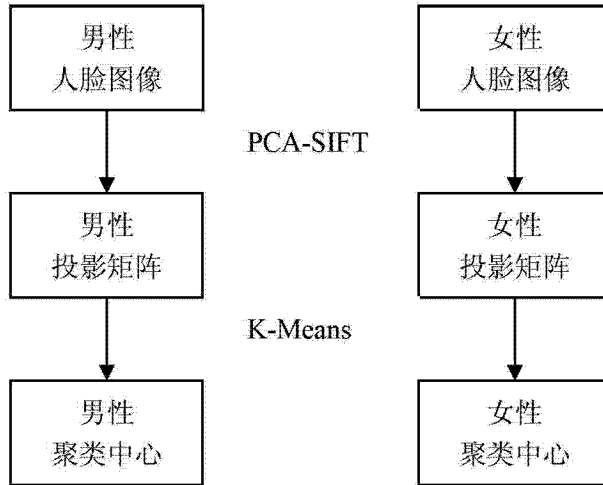 男性
人脸图像
女性
人脸图像
PCA-SIFT
男性
投影矩阵
女性
投影矩阵
K-Means
男性
聚类中心
女性
聚类中心